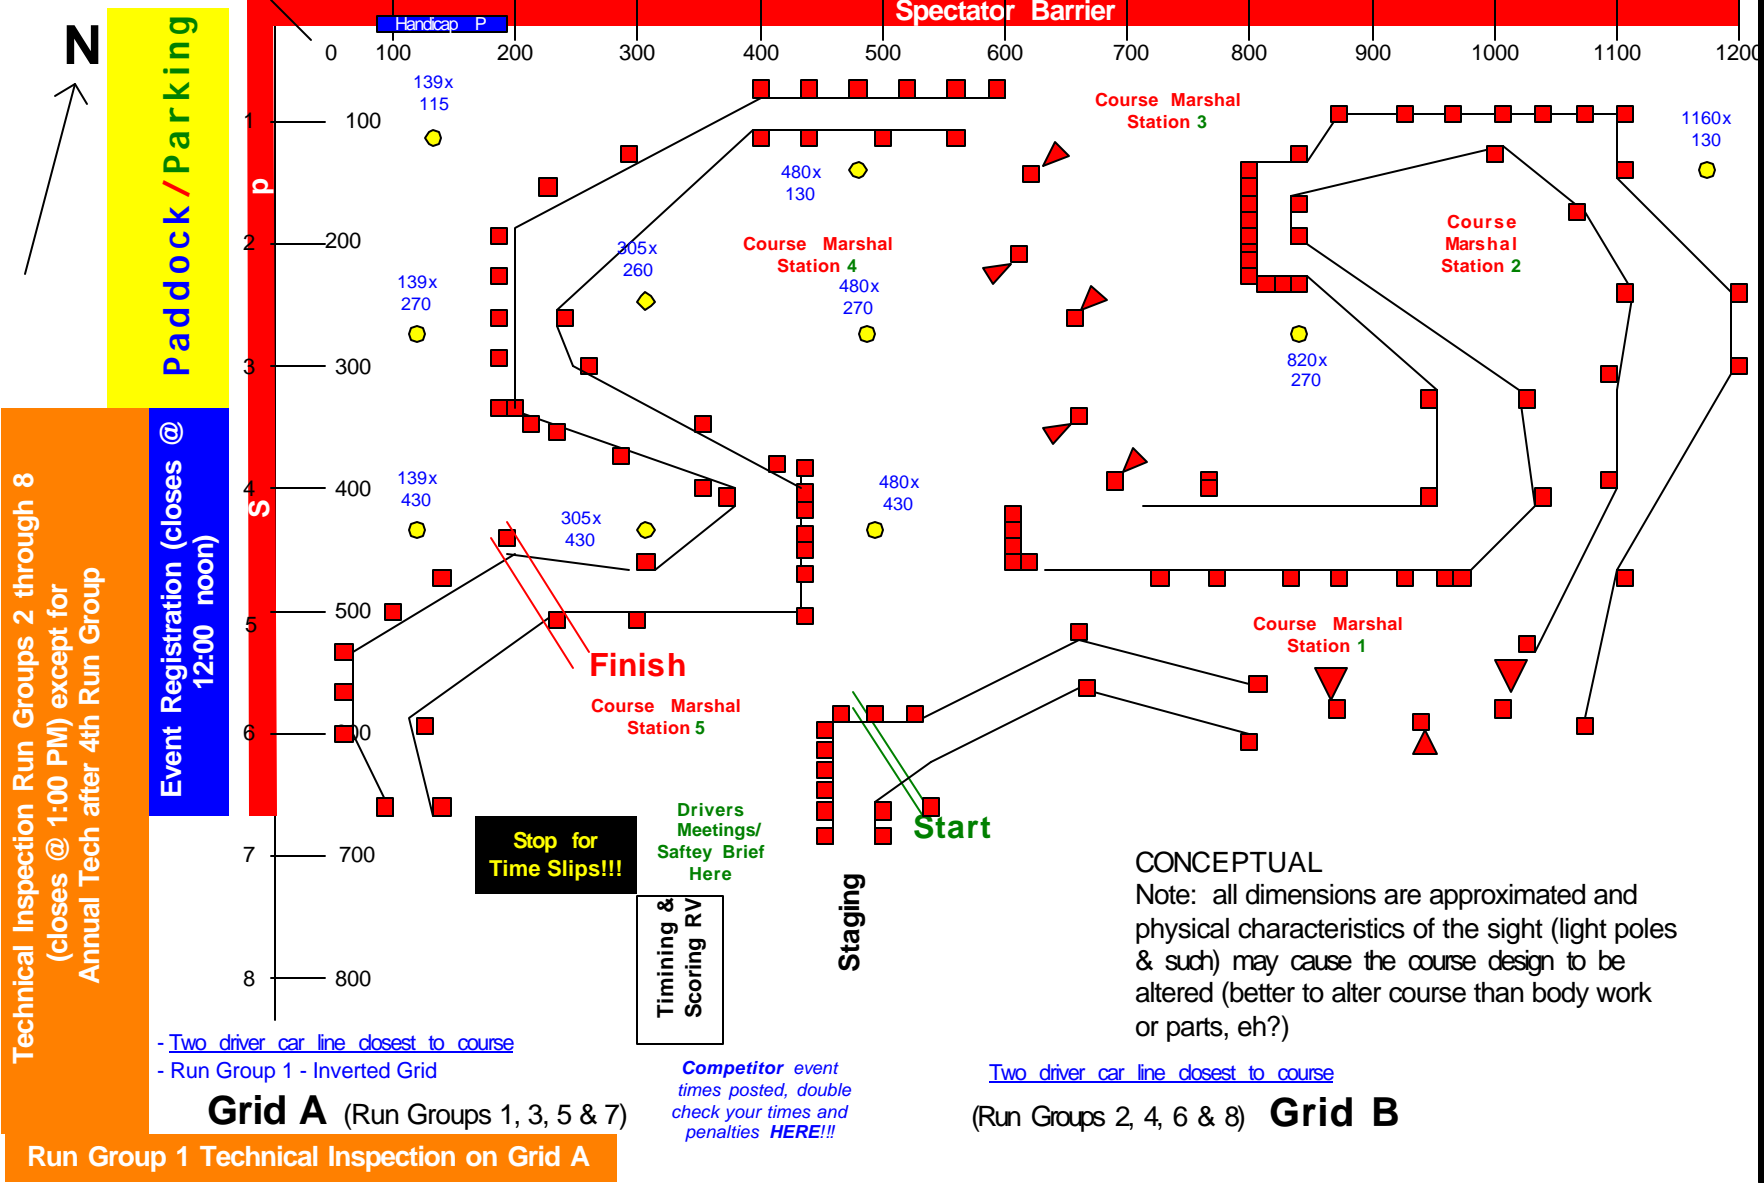 Spectator Barrier
Handicap P
N
0 100 200 300 400 500 600 700 800 900 1000 1100 1200
Paddock/Parking
p
S
1 100
2 200
3 300
4 400
5 500
6 00
7 700
8 800
139x
115
139x
270
139x
430
305x
260
305x
430
480x
130
480x
270
480x
430
820x
270
1160x
130
Course Marshal
Station 3
Course Marshal
Station 4
Course
Marshal
Station 2
Course Marshal
Station 1
Course Marshal
Station 5
Finish
Start
Event Registration (closes @
12:00 noon)
Technical Inspection Run Groups 2 through 8
(closes @ 1:00 PM) except for
Annual Tech after 4th Run Group
Stop for
Time Slips!!!
Drivers
Meetings/
Saftey Brief
Here
Timining &
Scoring RV
Staging
CONCEPTUAL
Note: all dimensions are approximated and
physical characteristics of the sight (light poles
& such) may cause the course design to be
altered (better to alter course than body work
or parts, eh?)
- Two driver car line closest to course
- Run Group 1 - Inverted Grid
Grid A (Run Groups 1, 3, 5 & 7)
Competitor event
times posted, double
check your times and
penalties HERE!!!
Two driver car line closest to course
(Run Groups 2, 4, 6 & 8) Grid B
Run Group 1 Technical Inspection on Grid A